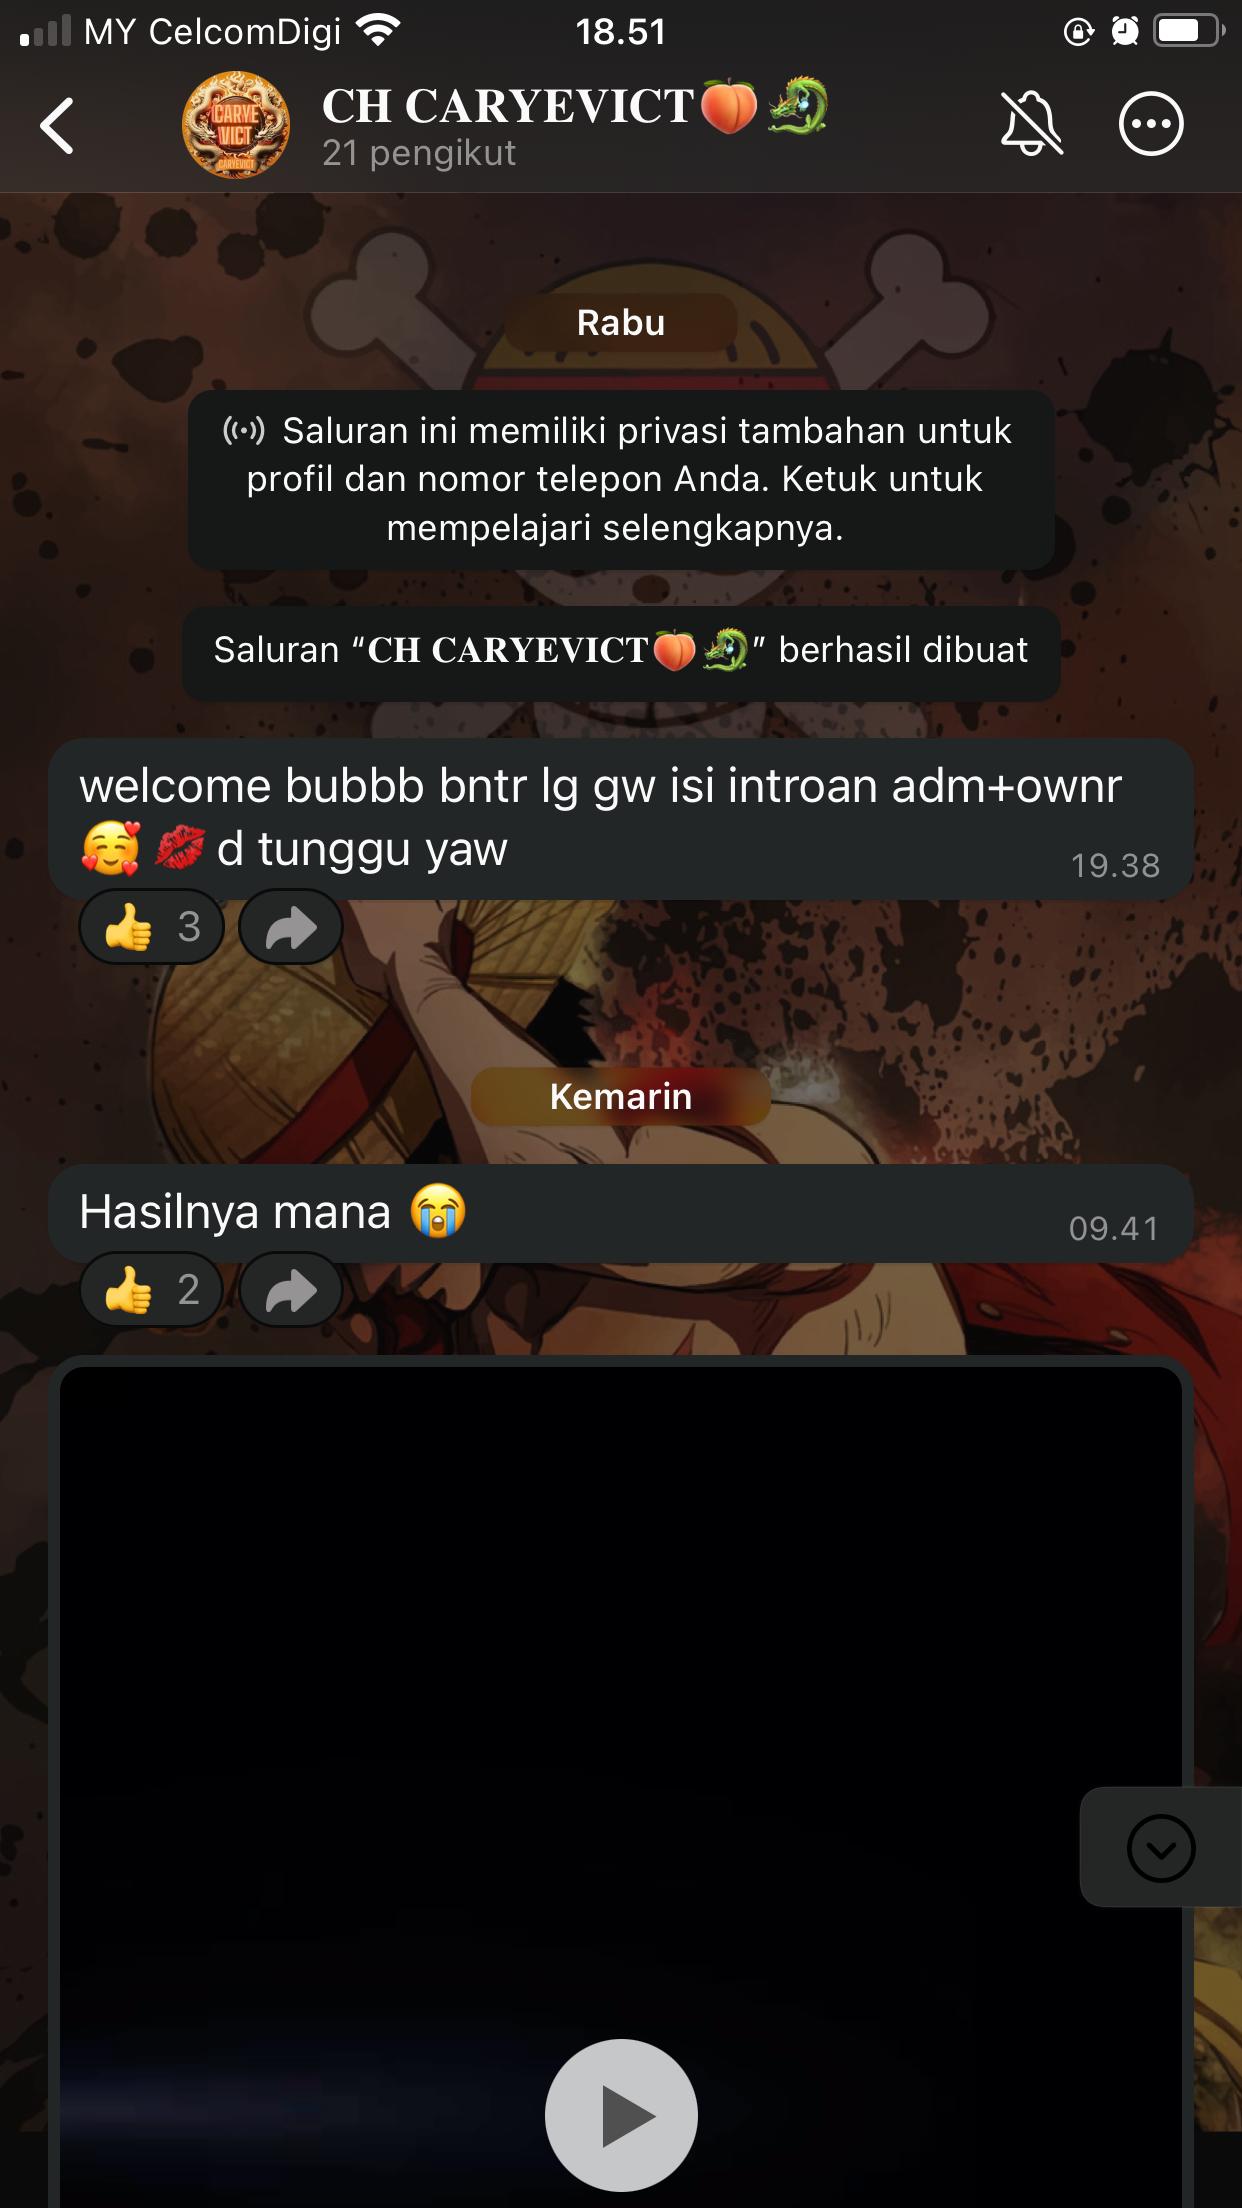 MY CelcomDigi
18.51
CARYE
VICT
CARYEVICT
CH CARYEVICT🍑🐉
21 pengikut
Rabu
Saluran ini memiliki privasi tambahan untuk
profil dan nomor telepon Anda. Ketuk untuk
mempelajari selengkapnya.
Saluran “CH CARYEVICT🍑🐉” berhasil dibuat
welcome bubbb bntr lg gw isi introan adm+ownr
🥰 💋 d tunggu yaw
19.38
👍 3
Kemarin
Hasilnya mana 😭
09.41
👍 2